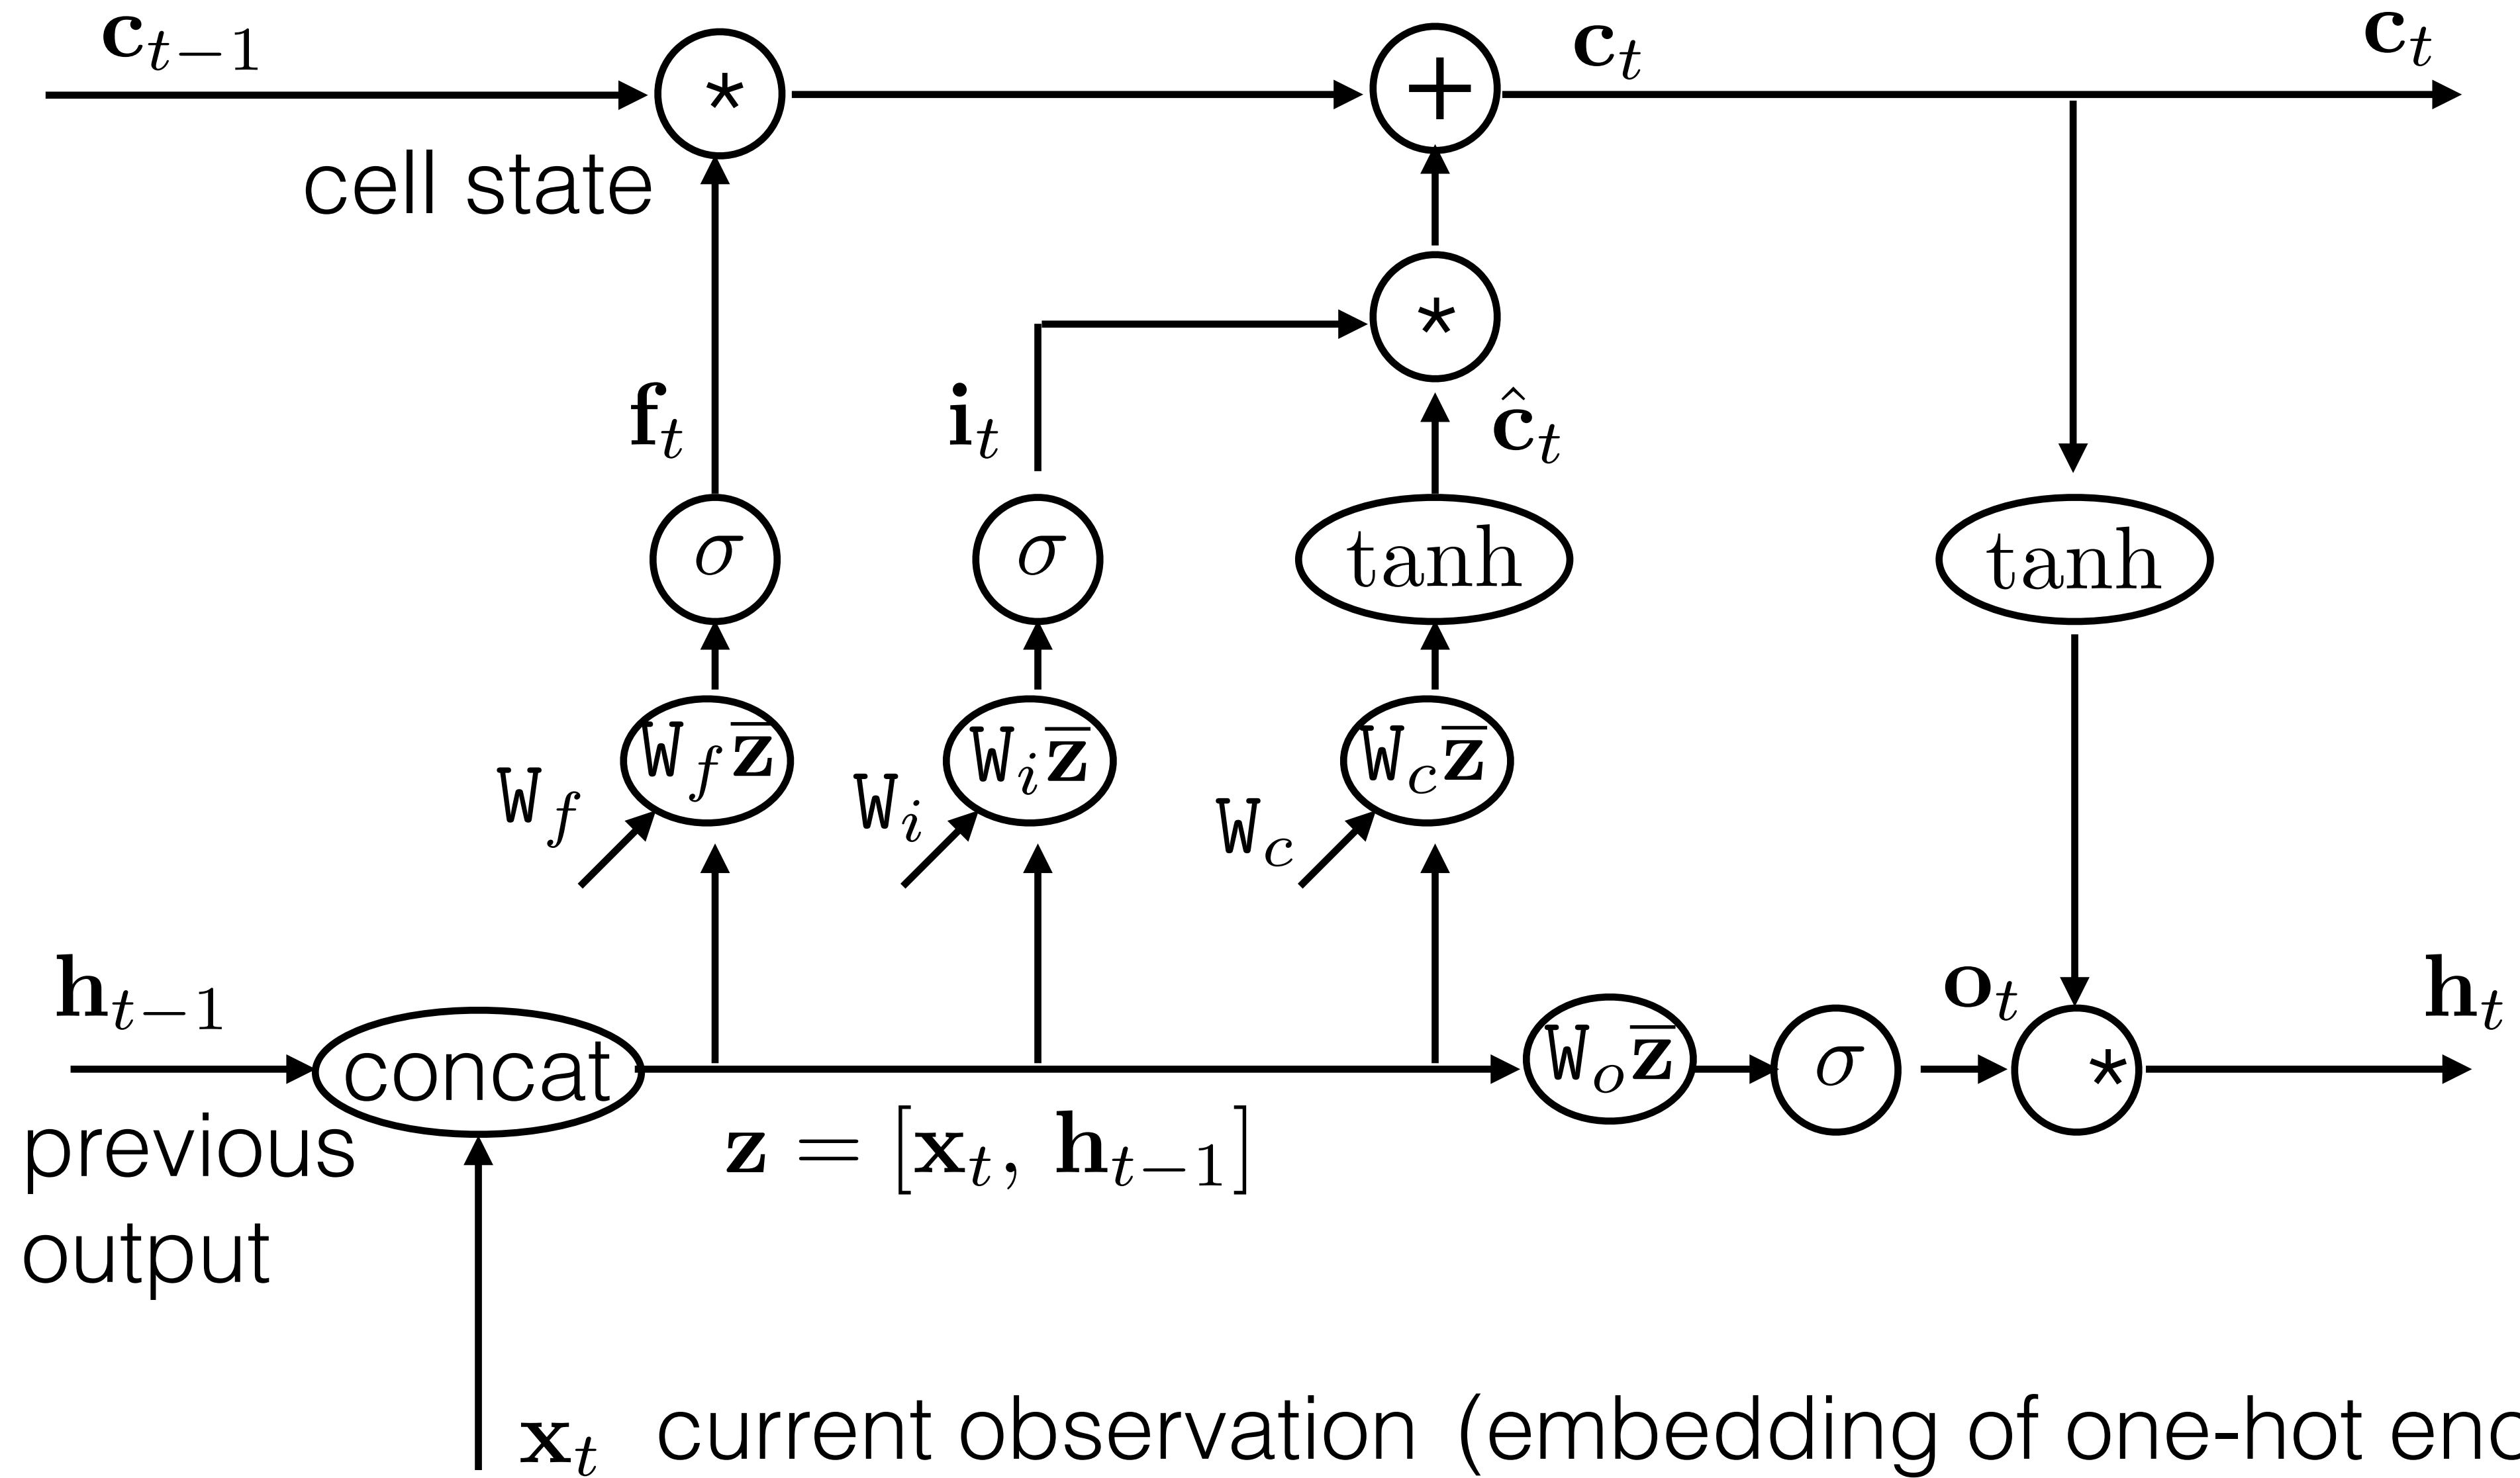 c_{t-1}
*
+
c_t
c_t
cell state
*
f_t
i_t
ĉ_t
σ
σ
tanh
tanh
W_f z̅
W_i z̅
W_c z̅
W_f
W_i
W_c
h_{t-1}
o_t
h_t
concat
W_o z̅
σ
*
previous
output
z = [x_t, h_{t-1}]
x_t current observation (embedding of one-hot